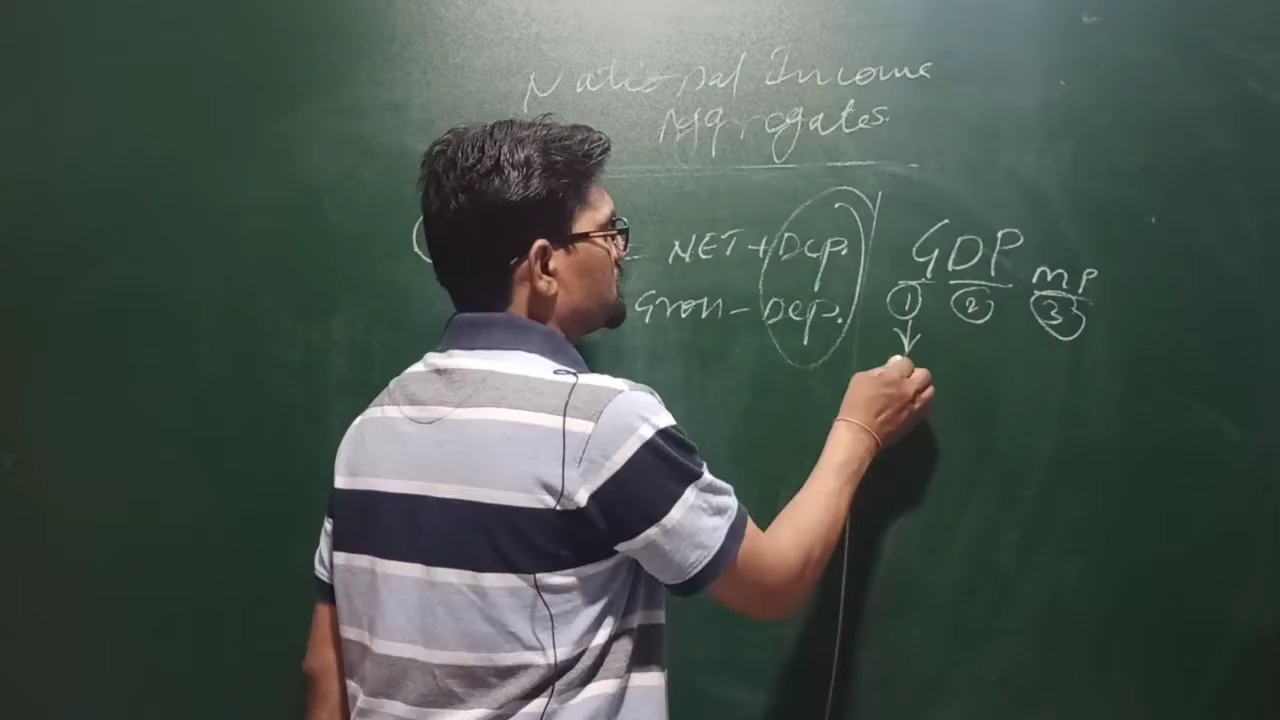 National Income
Aggregates
= NET + Dep.
Gross - Dep.
GDP MP
1 2 3